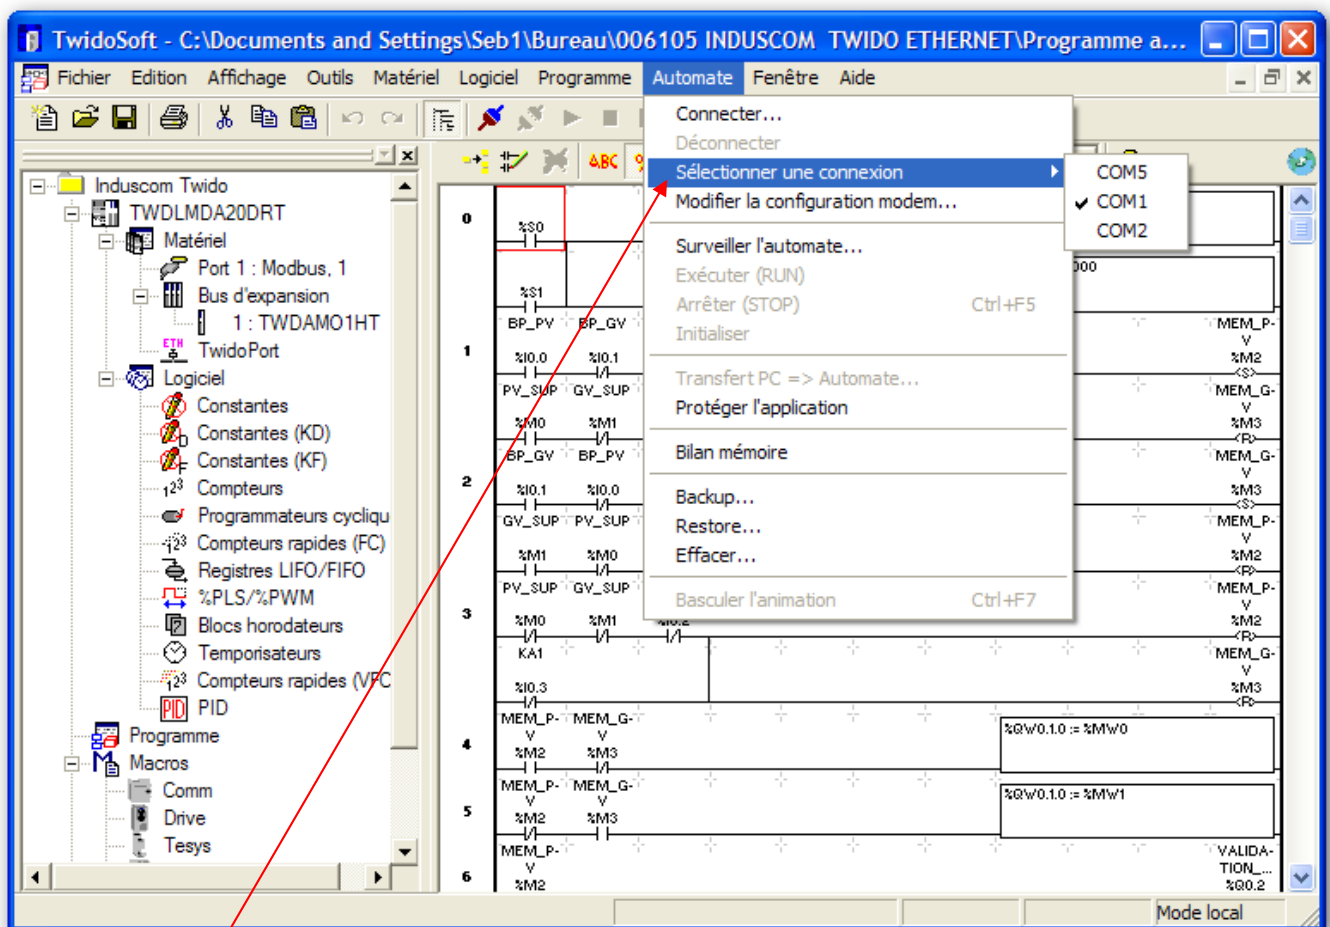 TwidoSoft - C:\Documents and Settings\Seb1\Bureau\006105 INDUSCOM TWIDO ETHERNET\Programme a...
Fichier Edition Affichage Outils Matériel Logiciel Programme Automate Fenêtre Aide
Connecter...
Déconnecter
Sélectionner une connexion
Modifier la configuration modem...
Surveiller l'automate...
Exécuter (RUN)
Arrêter (STOP) Ctrl+F5
Initialiser
Transfert PC => Automate...
Protéger l'application
Bilan mémoire
Backup...
Restore...
Effacer...
Basculer l'animation Ctrl+F7
COM5
COM1
COM2
ABC
Induscom Twido
TWDLMDA20DRT
Matériel
Port 1 : Modbus, 1
Bus d'expansion
1 : TWDAMO1HT
ETH
TwidoPort
Logiciel
Constantes
Constantes (KD)
Constantes (KF)
Compteurs
Programmateurs cycliqu
Compteurs rapides (FC)
Registres LIFO/FIFO
%PLS/%PWM
Blocs horodateurs
Temporisateurs
Compteurs rapides (VFC
PID PID
Programme
Macros
Comm
Drive
Tesys
0
%S0
000
%S1
BP_PV BP_GV MEM_P-
V
1 %I0.0 %I0.1 %M2
<S>
PV_SUP GV_SUP MEM_G-
V
%M0 %M1 %M3
<R>
BP_GV BP_PV MEM_G-
V
2 %I0.1 %I0.0 %M3
<S>
GV_SUP PV_SUP MEM_P-
V
%M1 %M0 %M2
<R>
PV_SUP GV_SUP MEM_P-
V
3 %M0 %M1 %I0.2 %M2
<R>
KA1 MEM_G-
V
%I0.3 %M3
<R>
MEM_P- MEM_G-
V V
%QW0.1.0 := %MW0
4 %M2 %M3
MEM_P- MEM_G-
V V
%QW0.1.0 := %MW1
5 %M2 %M3
MEM_P- VALIDA-
V TION_...
6 %M2 %Q0.2
Mode local